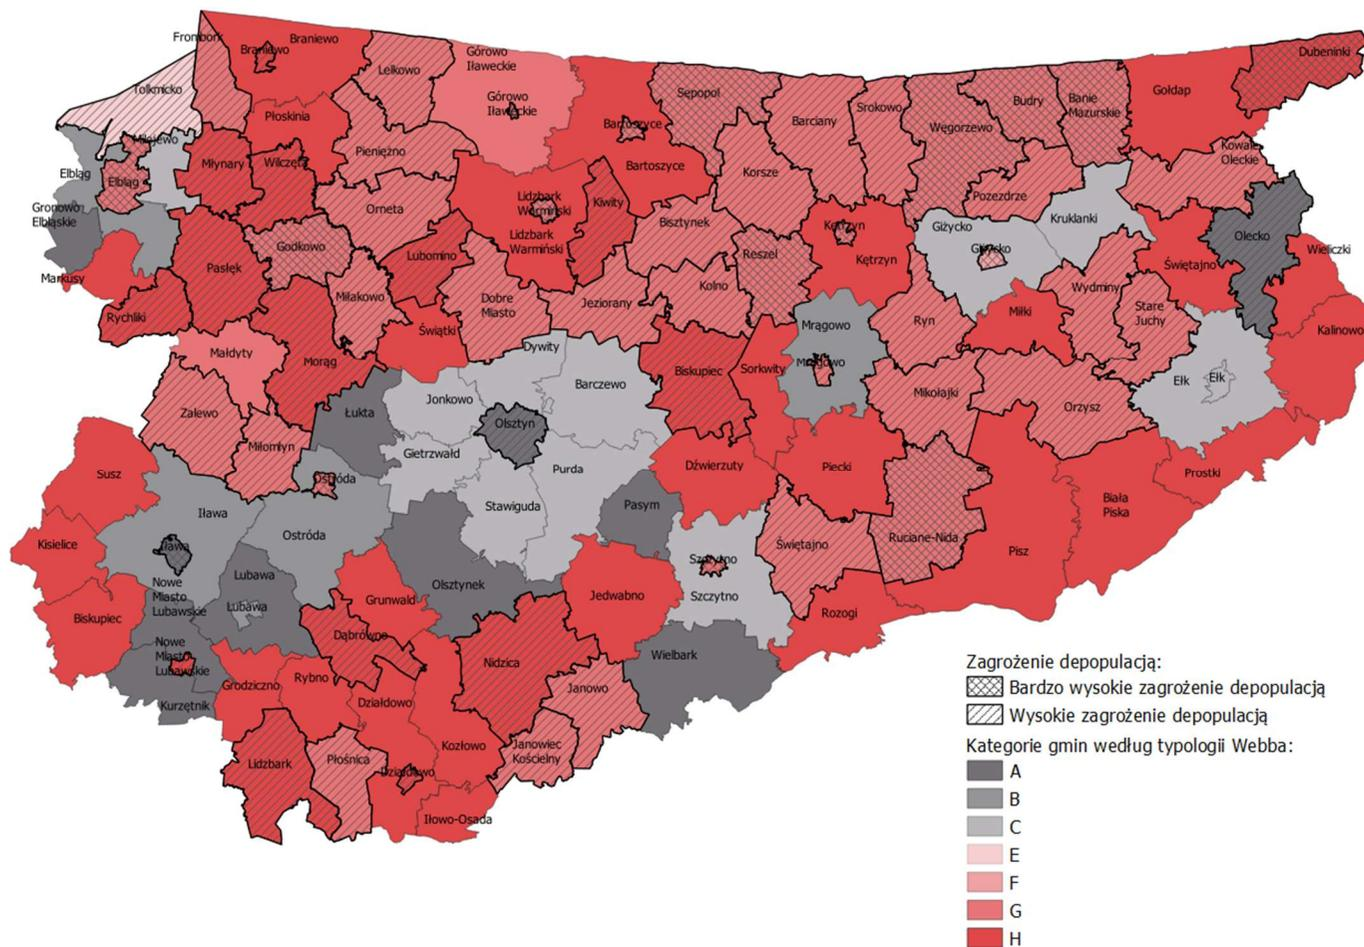 Frombork
Braniewo
Braniewo
Lelkowo
Górowo
Iławeckie
Górowo
Iławeckie
Dubeninki
Gołdap
Tolkmicko
Płoskinia
Sępopol
Budry
Banie
Mazurskie
Barciany
Srokowo
Węgorzewo
Bartoszyce
Bartoszyce
Milejewo
Młynary
Wilczęta
Pieniężno
Korsze
Kowale
Oleckie
Elbląg
Elbląg
Gronowo
Elbląskie
Markusy
Orneta
Lidzbark
Warmiński
Lidzbark
Warmiński
Kiwity
Bisztynek
Pozezdrze
Kruklanki
Giżycko
Giżycko
Kętrzyn
Kętrzyn
Olecko
Wieliczki
Godkowo
Pasłęk
Lubomino
Reszel
Świętajno
Rychliki
Miłakowo
Dobre
Miasto
Jeziorany
Kolno
Wydminy
Stare
Juchy
Ryn
Miłki
Kalinowo
Mrągowo
Mrągowo
Świątki
Małdyty
Morąg
Dywity
Barczewo
Biskupiec
Sorkwity
Mikołajki
Orzysz
Ełk
Ełk
Zalewo
Łukta
Jonkowo
Olsztyn
Miłomłyn
Gietrzwałd
Purda
Dźwierzuty
Piecki
Prostki
Susz
Ostróda
Iława
Stawiguda
Pasym
Biała
Piska
Kisielice
Iława
Ostróda
Świętajno
Ruciane-Nida
Pisz
Szczytno
Szczytno
Nowe
Miasto
Lubawskie
Lubawa
Lubawa
Olsztynek
Grunwald
Jedwabno
Rozogi
Biskupiec
Dąbrówno
Nowe
Miasto
Lubawskie
Nidzica
Wielbark
Grodziczno
Rybno
Janowo
Kurzętnik
Działdowo
Kozłowo
Janowiec
Kościelny
Lidzbark
Płośnica
Działdowo
Iłowo-Osada
Zagrożenie depopulacją:
Bardzo wysokie zagrożenie depopulacją
Wysokie zagrożenie depopulacją
Kategorie gmin według typologii Webba:
A
B
C
E
F
G
H